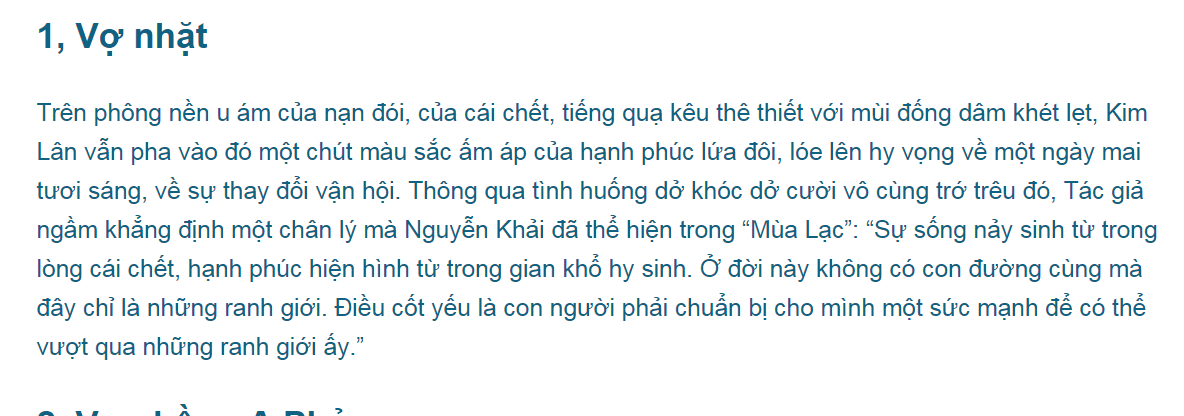 1, Vợ nhặt
Trên phông nền u ám của nạn đói, của cái chết, tiếng quạ kêu thê thiết với mùi đống dâm khét lẹt, Kim
Lân vẫn pha vào đó một chút màu sắc ấm áp của hạnh phúc lứa đôi, lóe lên hy vọng về một ngày mai
tươi sáng, về sự thay đổi vận hội. Thông qua tình huống dở khóc dở cười vô cùng trớ trêu đó, Tác giả
ngầm khẳng định một chân lý mà Nguyễn Khải đã thể hiện trong “Mùa Lạc”: “Sự sống nảy sinh từ trong
lòng cái chết, hạnh phúc hiện hình từ trong gian khổ hy sinh. Ở đời này không có con đường cùng mà
đây chỉ là những ranh giới. Điều cốt yếu là con người phải chuẩn bị cho mình một sức mạnh để có thể
vượt qua những ranh giới ấy.”